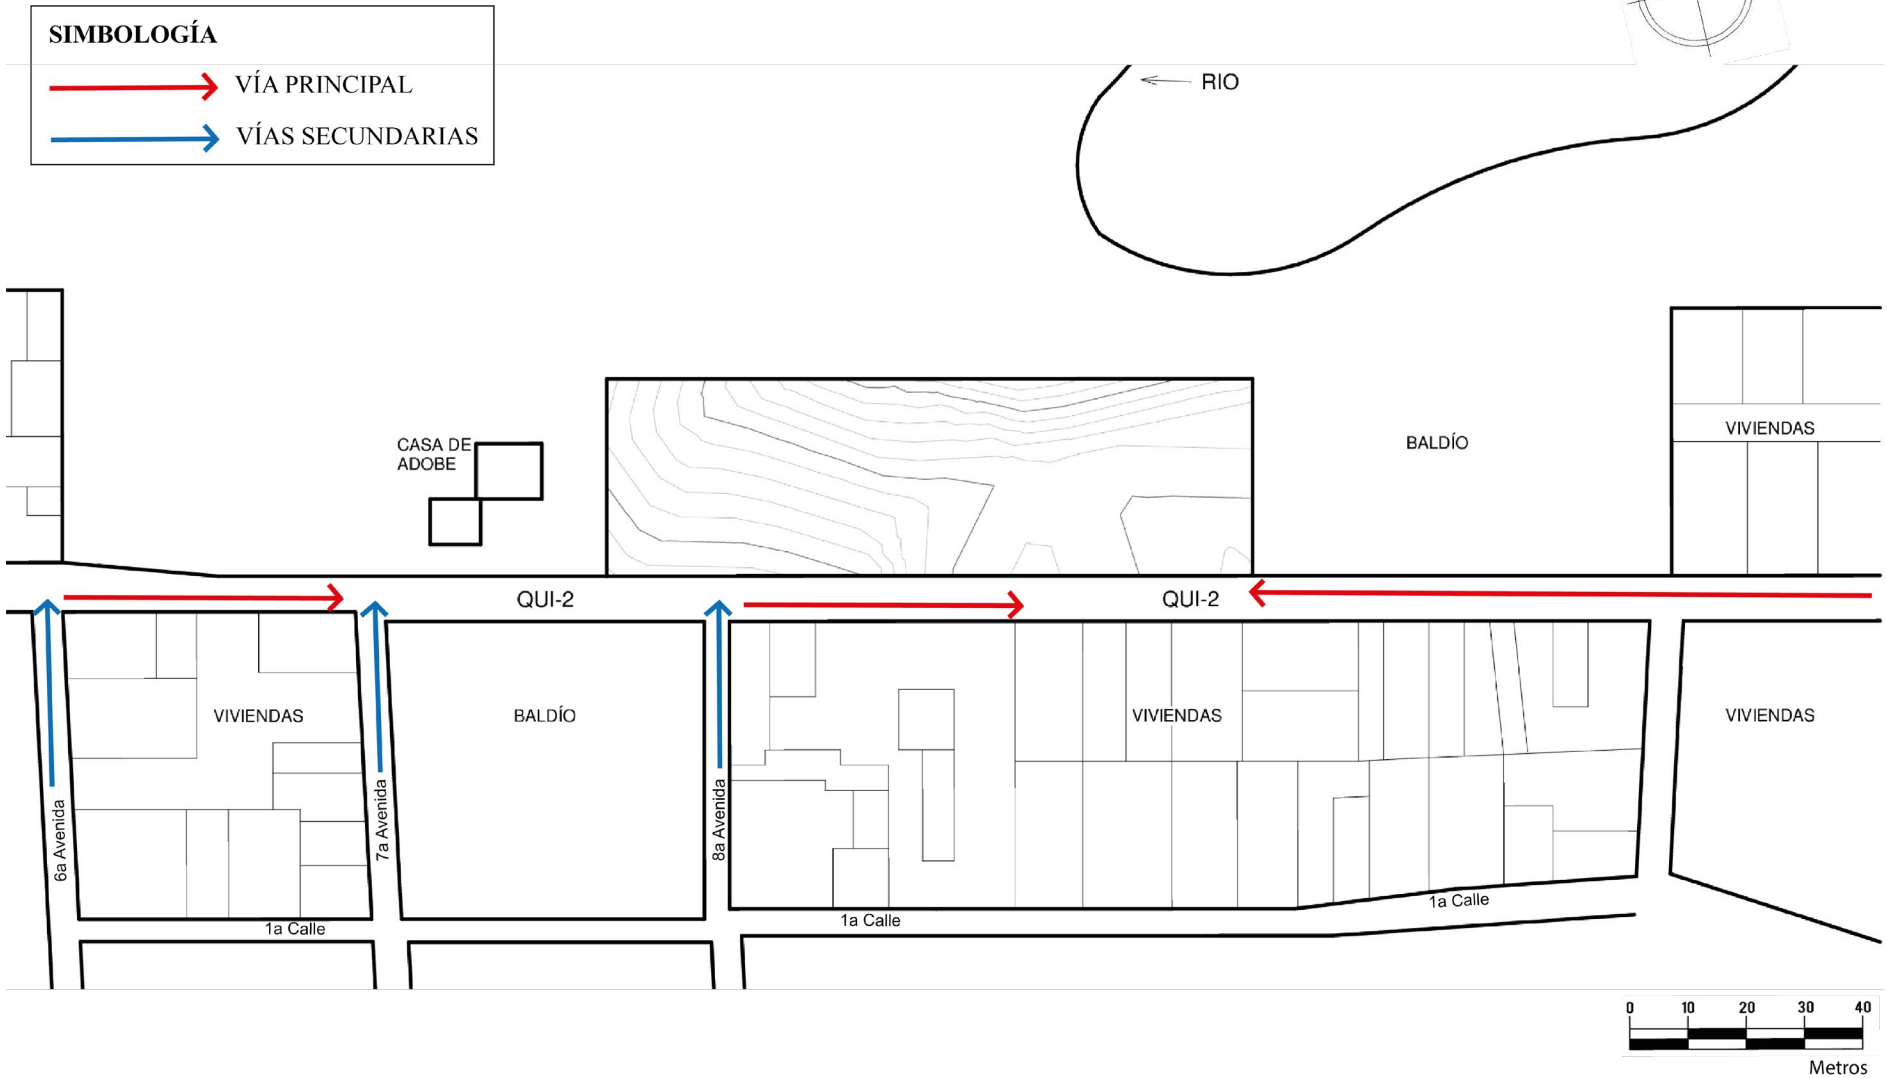 SIMBOLOGÍA
VÍA PRINCIPAL
VÍAS SECUNDARIAS
RIO
CASA DE
ADOBE
BALDÍO
VIVIENDAS
QUI-2
QUI-2
VIVIENDAS
BALDÍO
VIVIENDAS
VIVIENDAS
6a Avenida
7a Avenida
8a Avenida
1a Calle
1a Calle
1a Calle
0 10 20 30 40
Metros